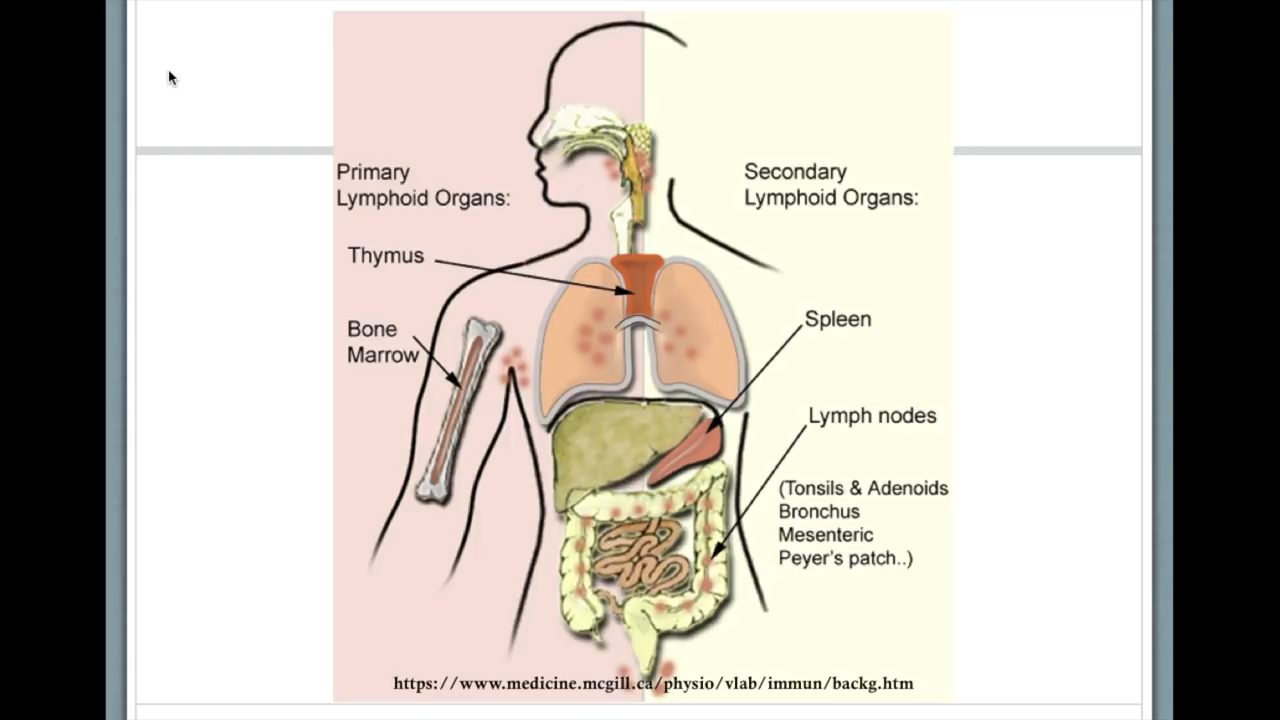 Primary
Lymphoid Organs:
Thymus
Bone
Marrow
Secondary
Lymphoid Organs:
Spleen
Lymph nodes
(Tonsils & Adenoids
Bronchus
Mesenteric
Peyer's patch..)
https://www.medicine.mcgill.ca/physio/vlab/immun/backg.htm